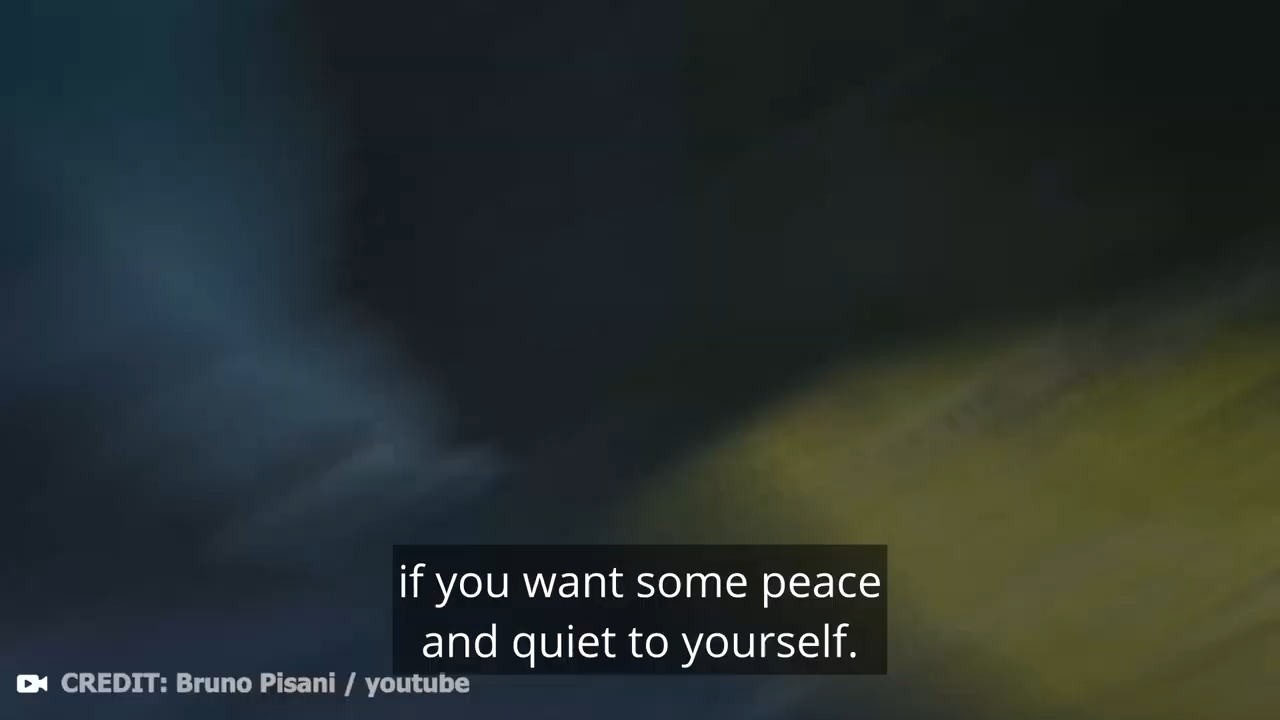 if you want some peace
and quiet to yourself.
CREDIT: Bruno Pisani / youtube